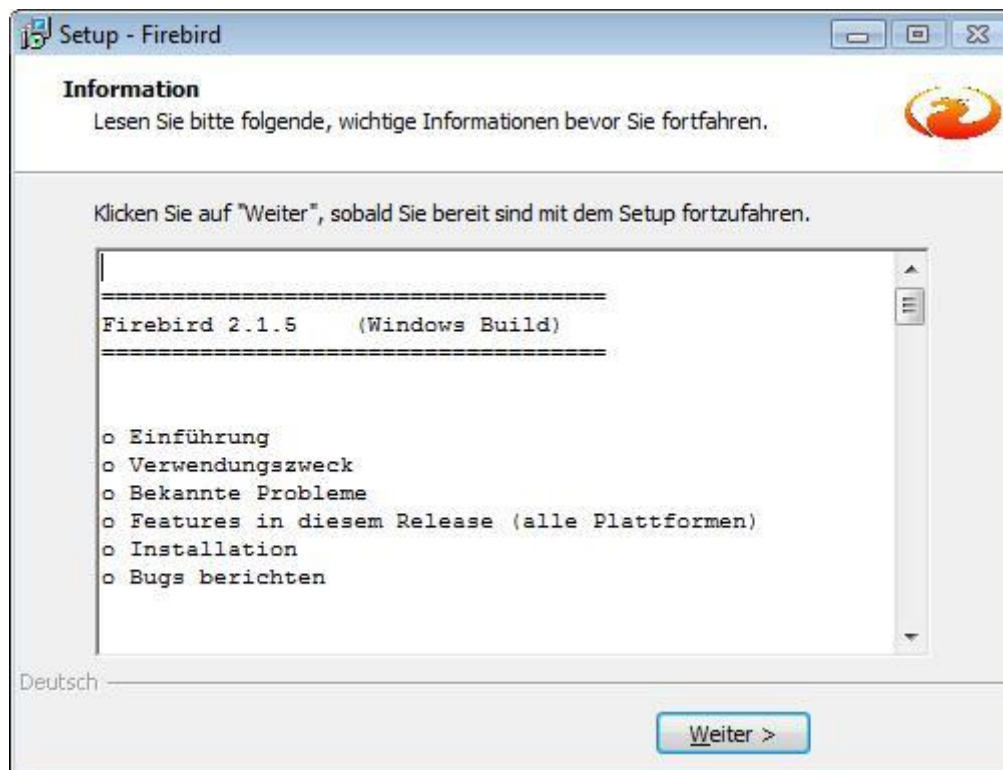 Setup - Firebird
Information
Lesen Sie bitte folgende, wichtige Informationen bevor Sie fortfahren.
Klicken Sie auf "Weiter", sobald Sie bereit sind mit dem Setup fortzufahren.
====================================
Firebird 2.1.5    (Windows Build)
====================================
o Einführung
o Verwendungszweck
o Bekannte Probleme
o Features in diesem Release (alle Plattformen)
o Installation
o Bugs berichten
Deutsch
Weiter >